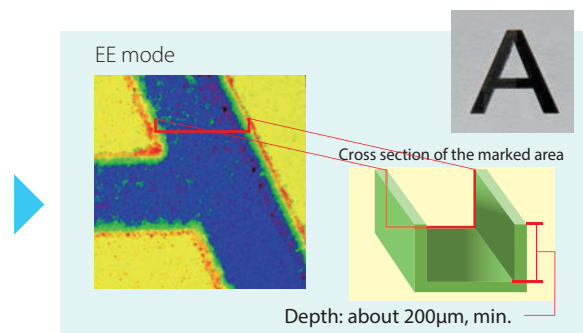 EE mode
A
Cross section of the marked area
Depth: about 200µm, min.